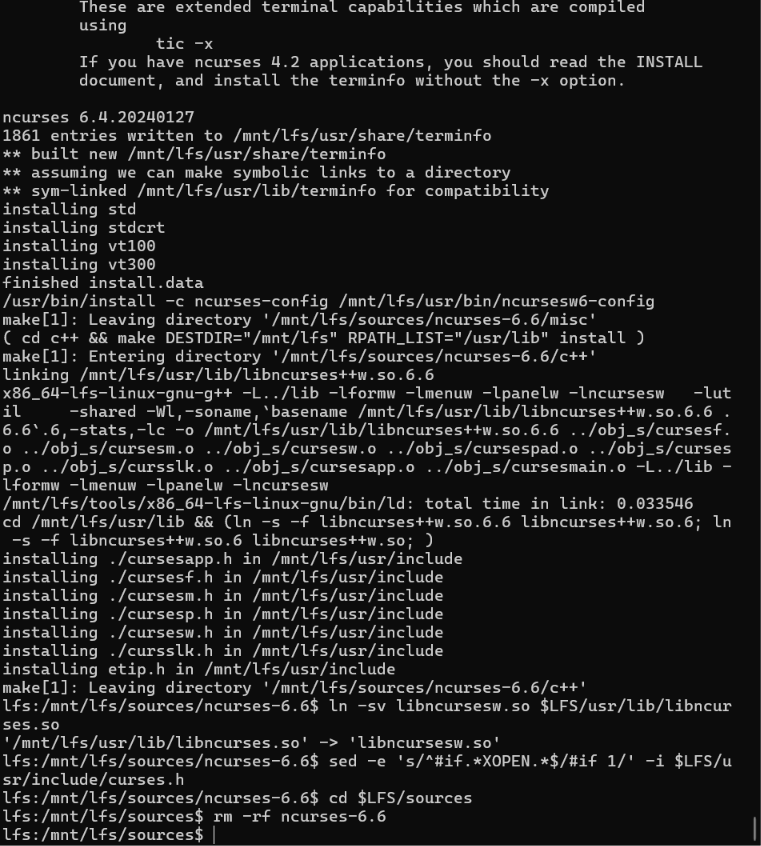 These are extended terminal capabilities which are compiled
        using
                tic -x
        If you have ncurses 4.2 applications, you should read the INSTALL
        document, and install the terminfo without the -x option.

ncurses 6.4.20240127
1861 entries written to /mnt/lfs/usr/share/terminfo
** built new /mnt/lfs/usr/share/terminfo
** assuming we can make symbolic links to a directory
** sym-linked /mnt/lfs/usr/lib/terminfo for compatibility
installing std
installing stdcrt
installing vt100
installing vt300
finished install.data
/usr/bin/install -c ncurses-config /mnt/lfs/usr/bin/ncursesw6-config
make[1]: Leaving directory '/mnt/lfs/sources/ncurses-6.6/misc'
( cd c++ && make DESTDIR="/mnt/lfs" RPATH_LIST="/usr/lib" install )
make[1]: Entering directory '/mnt/lfs/sources/ncurses-6.6/c++'
linking /mnt/lfs/usr/lib/libncurses++w.so.6.6
x86_64-lfs-linux-gnu-g++ -L../lib -lformw -lmenuw -lpanelw -lncursesw   -lut
il     -shared -Wl,-soname,`basename /mnt/lfs/usr/lib/libncurses++w.so.6.6 .
6.6`.6,-stats,-lc -o /mnt/lfs/usr/lib/libncurses++w.so.6.6 ../obj_s/cursesf.
o ../obj_s/cursesm.o ../obj_s/cursesw.o ../obj_s/cursespad.o ../obj_s/curses
p.o ../obj_s/cursslk.o ../obj_s/cursesapp.o ../obj_s/cursesmain.o -L../lib -
lformw -lmenuw -lpanelw -lncursesw
/mnt/lfs/tools/x86_64-lfs-linux-gnu/bin/ld: total time in link: 0.033546
cd /mnt/lfs/usr/lib && (ln -s -f libncurses++w.so.6.6 libncurses++w.so.6; ln
 -s -f libncurses++w.so.6 libncurses++w.so; )
installing ./cursesapp.h in /mnt/lfs/usr/include
installing ./cursesf.h in /mnt/lfs/usr/include
installing ./cursesm.h in /mnt/lfs/usr/include
installing ./cursesp.h in /mnt/lfs/usr/include
installing ./cursesw.h in /mnt/lfs/usr/include
installing ./cursslk.h in /mnt/lfs/usr/include
installing etip.h in /mnt/lfs/usr/include
make[1]: Leaving directory '/mnt/lfs/sources/ncurses-6.6/c++'
lfs:/mnt/lfs/sources/ncurses-6.6$ ln -sv libncursesw.so $LFS/usr/lib/libncur
ses.so
'/mnt/lfs/usr/lib/libncurses.so' -> 'libncursesw.so'
lfs:/mnt/lfs/sources/ncurses-6.6$ sed -e 's/^#if.*XOPEN.*$/#if 1/' -i $LFS/u
sr/include/curses.h
lfs:/mnt/lfs/sources/ncurses-6.6$ cd $LFS/sources
lfs:/mnt/lfs/sources$ rm -rf ncurses-6.6
lfs:/mnt/lfs/sources$